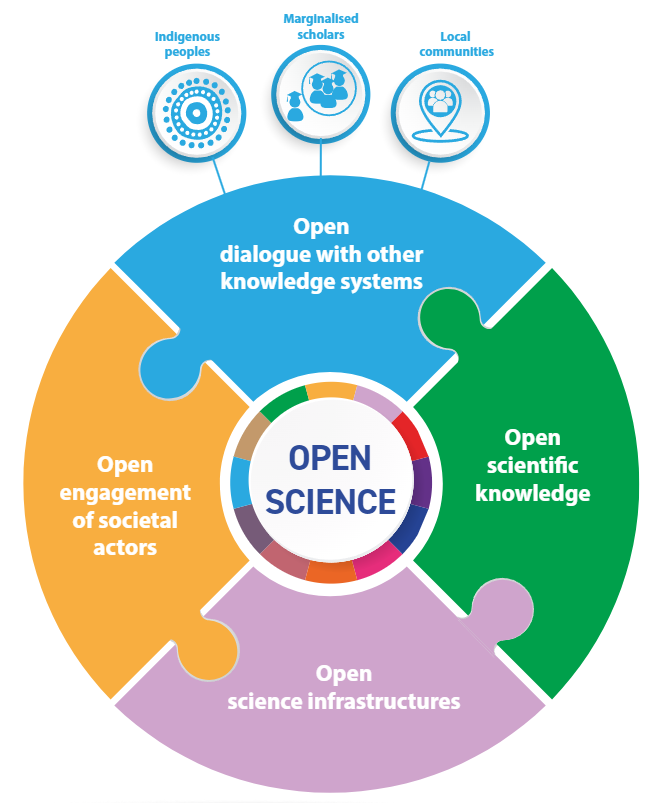 Indigenous
peoples
Marginalised
scholars
Local
communities
Open
dialogue with other
knowledge systems
Open
engagement
of societal
actors
OPEN
SCIENCE
Open
scientific
knowledge
Open
science infrastructures